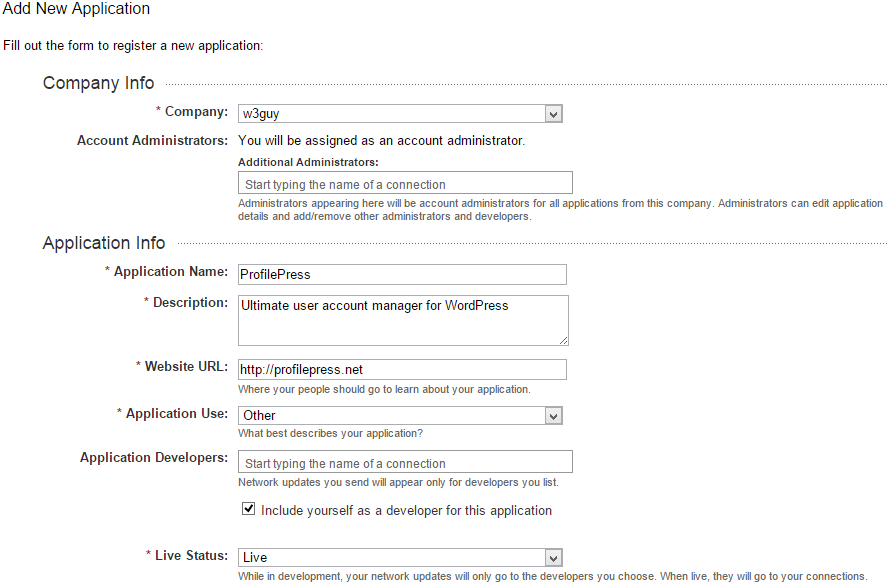 Add New Application
Fill out the form to register a new application:
Company Info
* Company: w3guy
Account Administrators: You will be assigned as an account administrator.
Additional Administrators:
Start typing the name of a connection
Administrators appearing here will be account administrators for all applications from this company. Administrators can edit application
details and add/remove other administrators and developers.
Application Info
* Application Name: ProfilePress
* Description: Ultimate user account manager for WordPress
* Website URL: http://profilepress.net
Where your people should go to learn about your application.
* Application Use: Other
What best describes your application?
Application Developers: Start typing the name of a connection
Network updates you send will appear only for developers you list.
Include yourself as a developer for this application
* Live Status: Live
While in development, your network updates will only go to the developers you choose. When live, they will go to your connections.